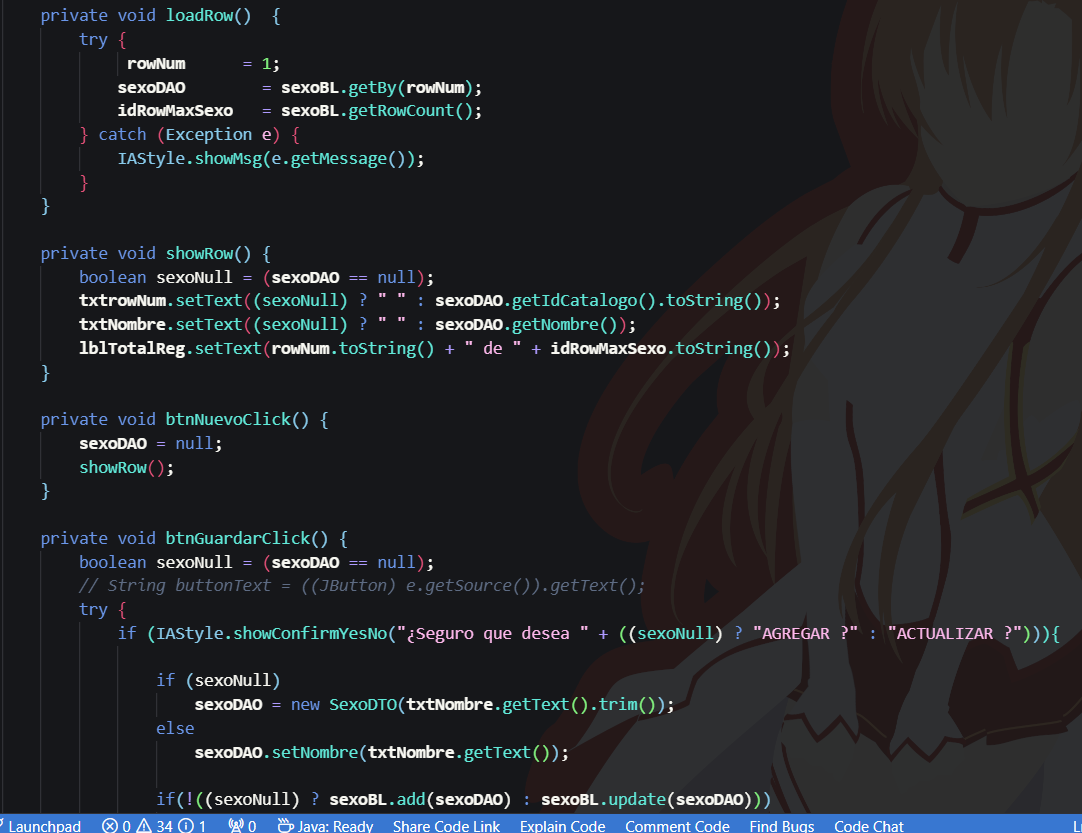 private void loadRow()  {
    try {
         rowNum      = 1;
        sexoDAO        = sexoBL.getBy(rowNum);
        idRowMaxSexo   = sexoBL.getRowCount();
    } catch (Exception e) {
        IAStyle.showMsg(e.getMessage());
    }
}

private void showRow() {
    boolean sexoNull = (sexoDAO == null);
    txtrowNum.setText((sexoNull) ? " " : sexoDAO.getIdCatalogo().toString());
    txtNombre.setText((sexoNull) ? " " : sexoDAO.getNombre());
    lblTotalReg.setText(rowNum.toString() + " de " + idRowMaxSexo.toString());
}

private void btnNuevoClick() {
    sexoDAO = null;
    showRow();
}

private void btnGuardarClick() {
    boolean sexoNull = (sexoDAO == null);
    // String buttonText = ((JButton) e.getSource()).getText();
    try {
        if (IAStyle.showConfirmYesNo("¿Seguro que desea " + ((sexoNull) ? "AGREGAR ?" : "ACTUALIZAR ?"))){

            if (sexoNull)
                sexoDAO = new SexoDTO(txtNombre.getText().trim());
            else
                sexoDAO.setNombre(txtNombre.getText());

            if(!((sexoNull) ? sexoBL.add(sexoDAO) : sexoBL.update(sexoDAO)))
Launchpad 0 34 1 0 Java: Ready Share Code Link Explain Code Comment Code Find Bugs Code Chat